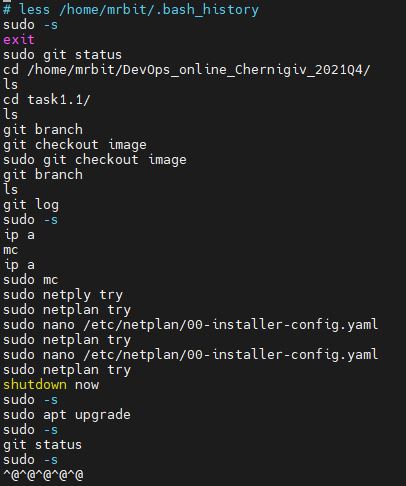 # less /home/mrbit/.bash_history
sudo -s
exit
sudo git status
cd /home/mrbit/DevOps_online_Chernigiv_2021Q4/
ls
cd task1.1/
ls
git branch
git checkout image
sudo git checkout image
git branch
ls
git log
sudo -s
ip a
mc
ip a
sudo mc
sudo netply try
sudo netplan try
sudo nano /etc/netplan/00-installer-config.yaml
sudo netplan try
sudo nano /etc/netplan/00-installer-config.yaml
sudo netplan try
shutdown now
sudo -s
sudo apt upgrade
sudo -s
git status
sudo -s
^@^@^@^@^@